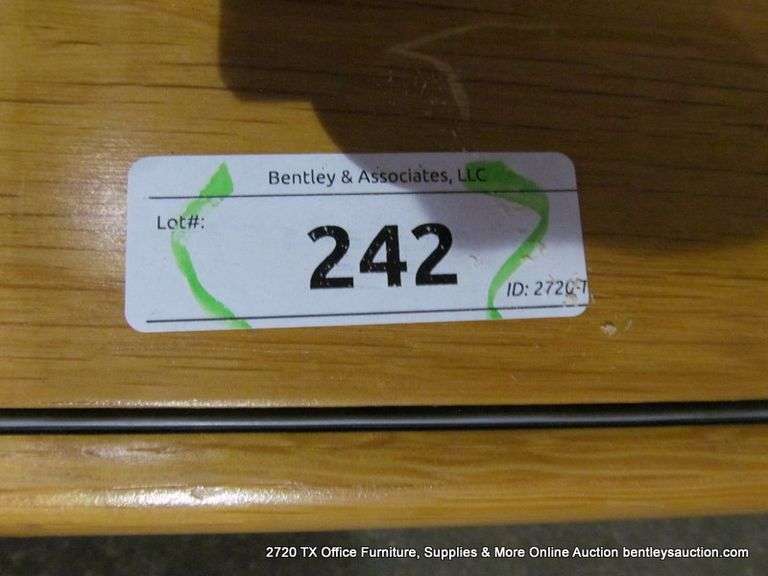 Bentley & Associates, LLC
Lot#:
242
ID: 2720-T
2720 TX Office Furniture, Supplies & More Online Auction bentleysauction.com